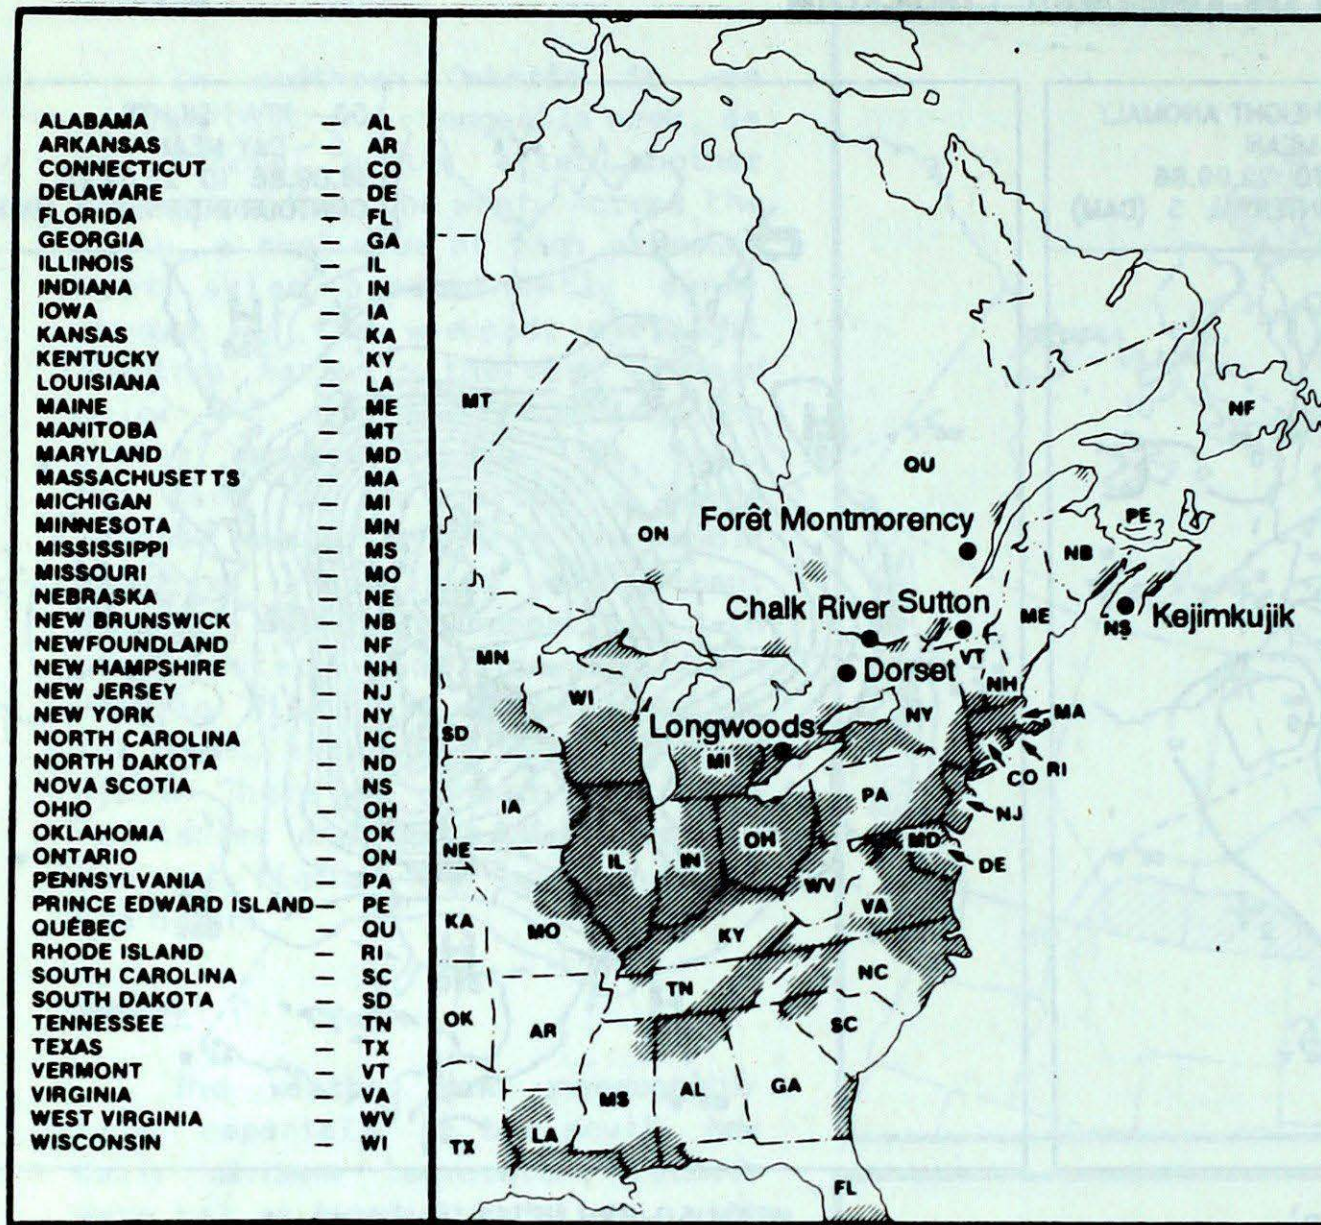 ALABAMA — AL
ARKANSAS — AR
CONNECTICUT — CO
DELAWARE — DE
FLORIDA — FL
GEORGIA — GA
ILLINOIS — IL
INDIANA — IN
IOWA — IA
KANSAS — KA
KENTUCKY — KY
LOUISIANA — LA
MAINE — ME
MANITOBA — MT
MARYLAND — MD
MASSACHUSETTS — MA
MICHIGAN — MI
MINNESOTA — MN
MISSISSIPPI — MS
MISSOURI — MO
NEBRASKA — NE
NEW BRUNSWICK — NB
NEWFOUNDLAND — NF
NEW HAMPSHIRE — NH
NEW JERSEY — NJ
NEW YORK — NY
NORTH CAROLINA — NC
NORTH DAKOTA — ND
NOVA SCOTIA — NS
OHIO — OH
OKLAHOMA — OK
ONTARIO — ON
PENNSYLVANIA — PA
PRINCE EDWARD ISLAND — PE
QUÉBEC — QU
RHODE ISLAND — RI
SOUTH CAROLINA — SC
SOUTH DAKOTA — SD
TENNESSEE — TN
TEXAS — TX
VERMONT — VT
VIRGINIA — VA
WEST VIRGINIA — WV
WISCONSIN — WI
MT
NF
QU
Forêt Montmorency
PE
ON
NB
Chalk River
Sutton
ME
NS
Kejimkujik
MN
VT
Dorset
NH
WI
NY
MA
SD
Longwoods
MI
CO
RI
IA
PA
NJ
NE
IL
IN
OH
MD
DE
WV
KA
MO
VA
KY
NC
TN
OK
AR
SC
MS
AL
GA
LA
TX
FL